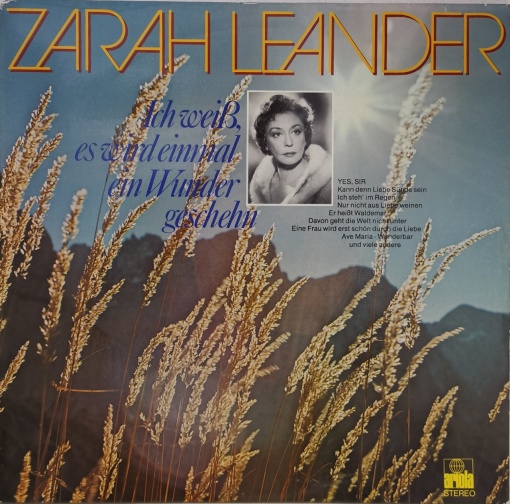 ZARAH LEANDER
Ich weiß,
es wird einmal
ein Wunder
geschehn
YES, SIR
Kann denn Liebe Sünde sein
Ich steh' im Regen
Nur nicht aus Liebe weinen
Er heißt Waldemar
Davon geht die Welt nicht unter
Eine Frau wird erst schön durch die Liebe
Ave Maria · Wunderbar
und viele andere
ariola
STEREO